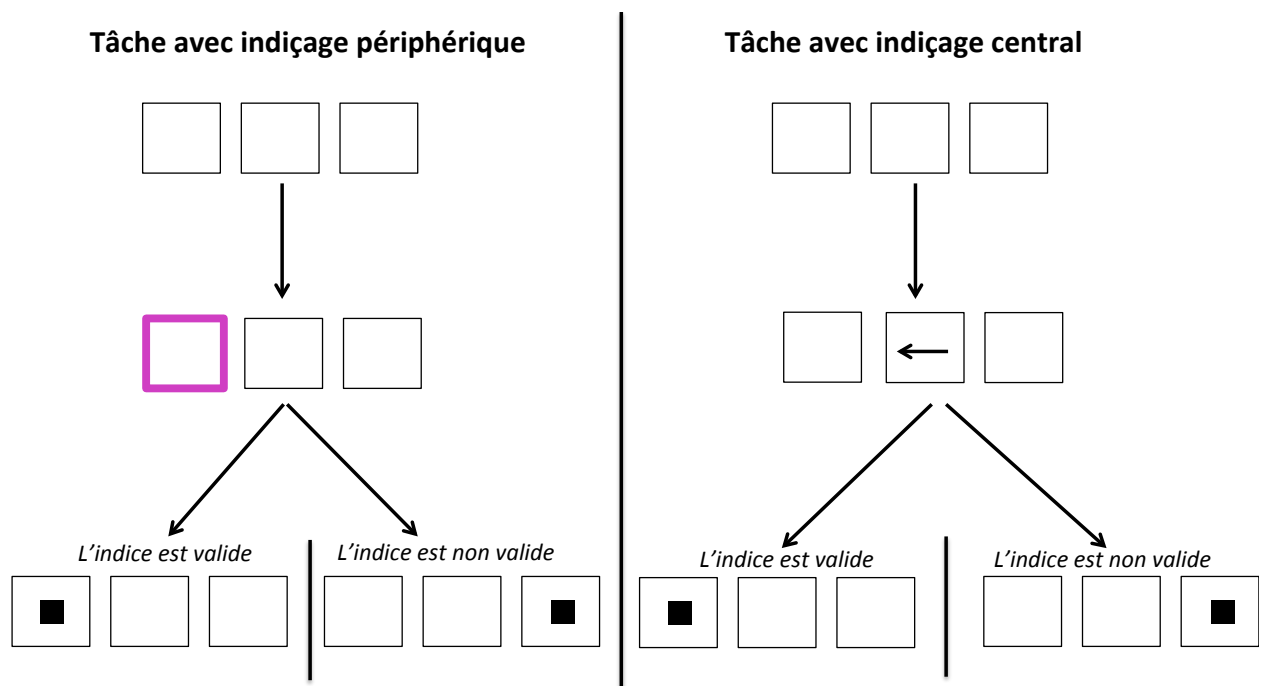 Tâche avec indiçage périphérique
Tâche avec indiçage central
L'indice est valide
L'indice est non valide
L'indice est valide
L'indice est non valide